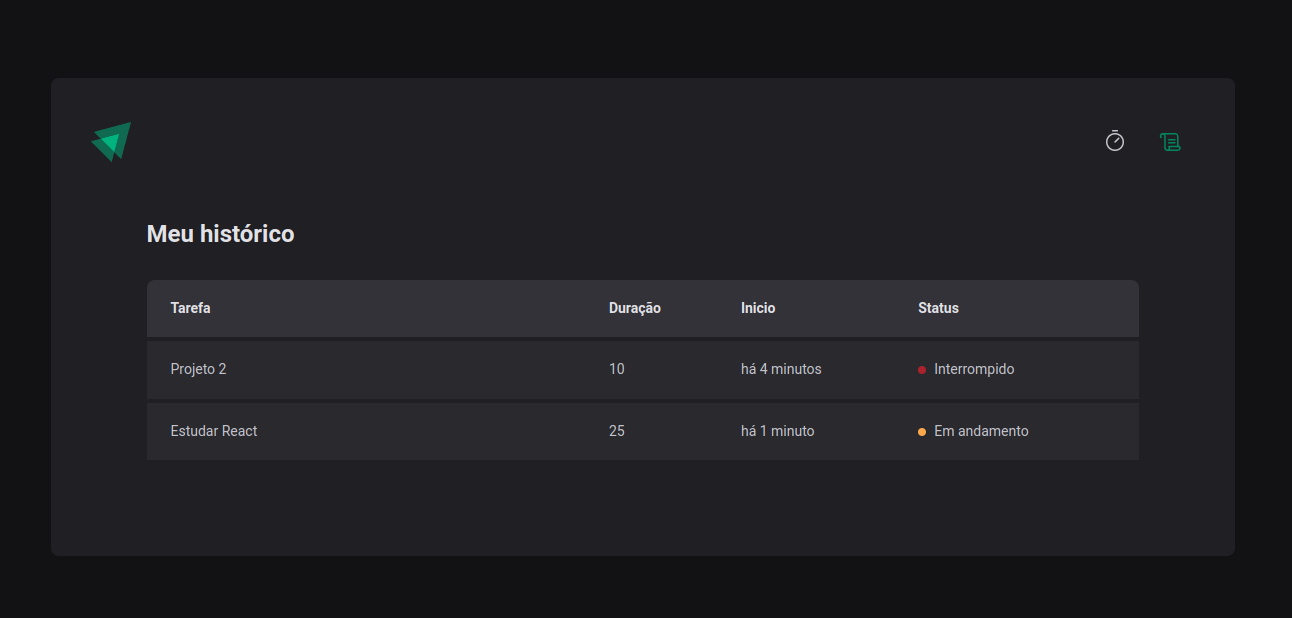 Meu histórico
Tarefa Duração Inicio Status
Projeto 2 10 há 4 minutos Interrompido
Estudar React 25 há 1 minuto Em andamento